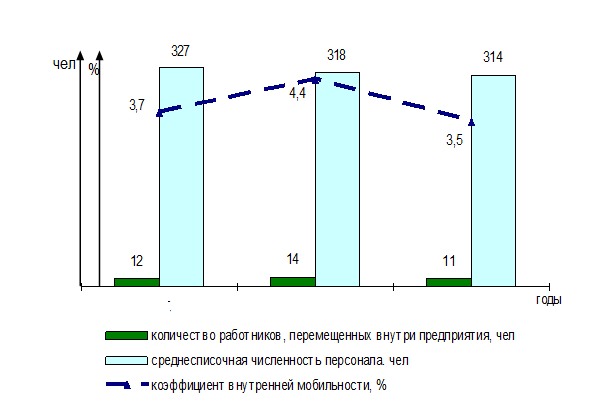 327
318
314
чел
%
3,7
4,4
3,5
12
14
11
годы
количество работников, перемещенных внутри предприятия, чел
среднесписочная численность персонала. чел
коэффициент внутренней мобильности, %